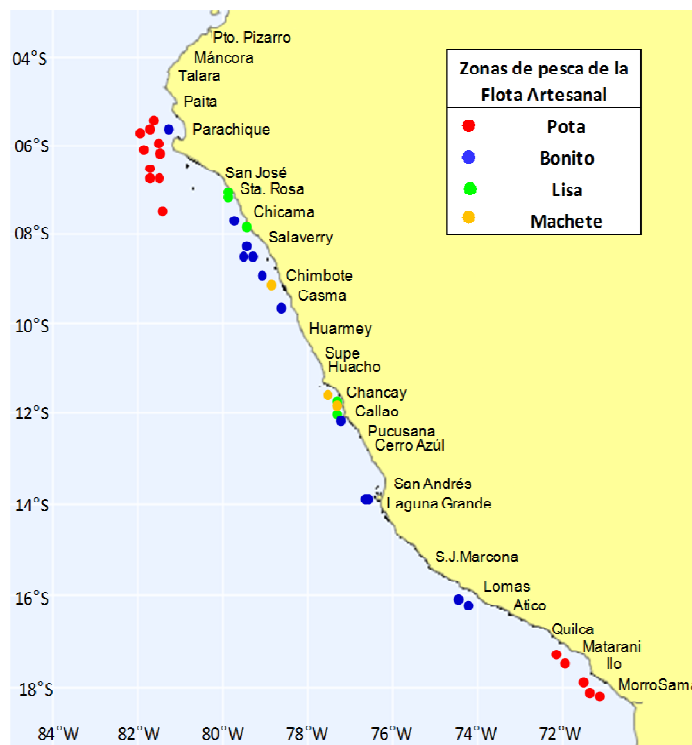 Pto. Pizarro
04°S
Máncora
Talara
Zonas de pesca de la
Flota Artesanal
Pota
Bonito
Lisa
Machete
Paita
Parachique
06°S
San José
Sta. Rosa
Chicama
08°S
Salaverry
Chimbote
Casma
10°S
Huarmey
Supe
Huacho
Chancay
12°S
Callao
Pucusana
Cerro Azúl
San Andrés
14°S
Laguna Grande
S.J.Marcona
Lomas
16°S
Atico
Quilca
Matarani
Ilo
18°S
MorroSama
84°W 82°W 80°W 78°W 76°W 74°W 72°W